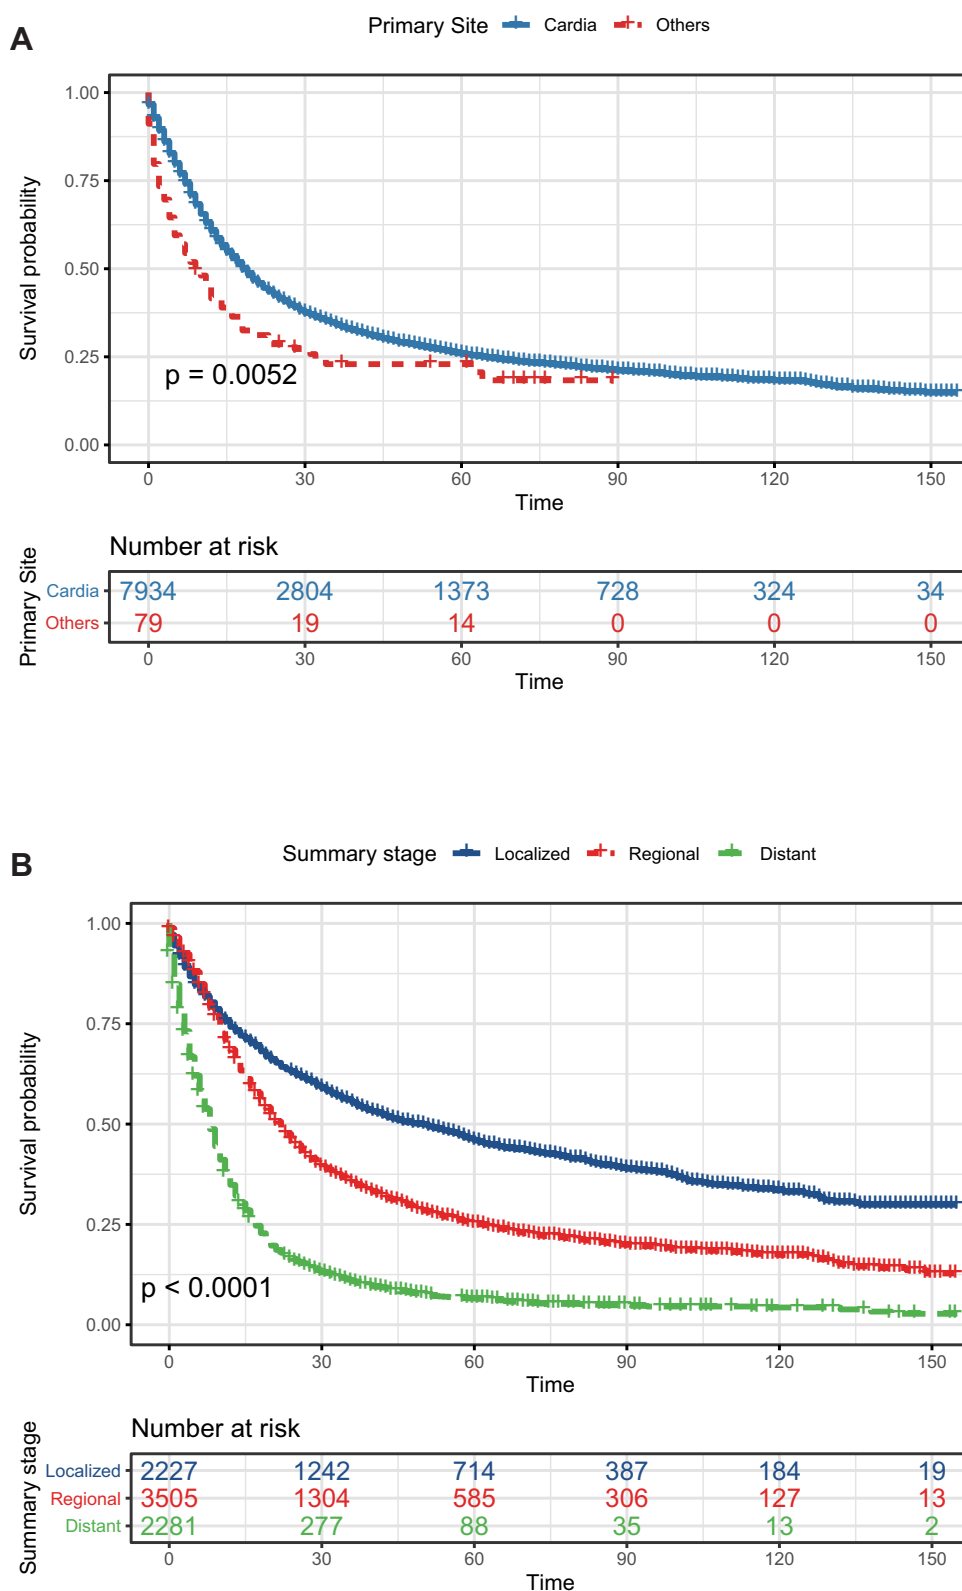 A
Primary Site Cardia Others
1.00
0.75
0.50
0.25
0.00
Survival probability
p = 0.0052
0 30 60 90 120 150
Time
Number at risk
Primary Site
Cardia 7934 2804 1373 728 324 34
Others 79 19 14 0 0 0
0 30 60 90 120 150
Time
B
Summary stage Localized Regional Distant
1.00
0.75
0.50
0.25
0.00
Survival probability
p < 0.0001
0 30 60 90 120 150
Time
Number at risk
Summary stage
Localized 2227 1242 714 387 184 19
Regional 3505 1304 585 306 127 13
Distant 2281 277 88 35 13 2
0 30 60 90 120 150
Time